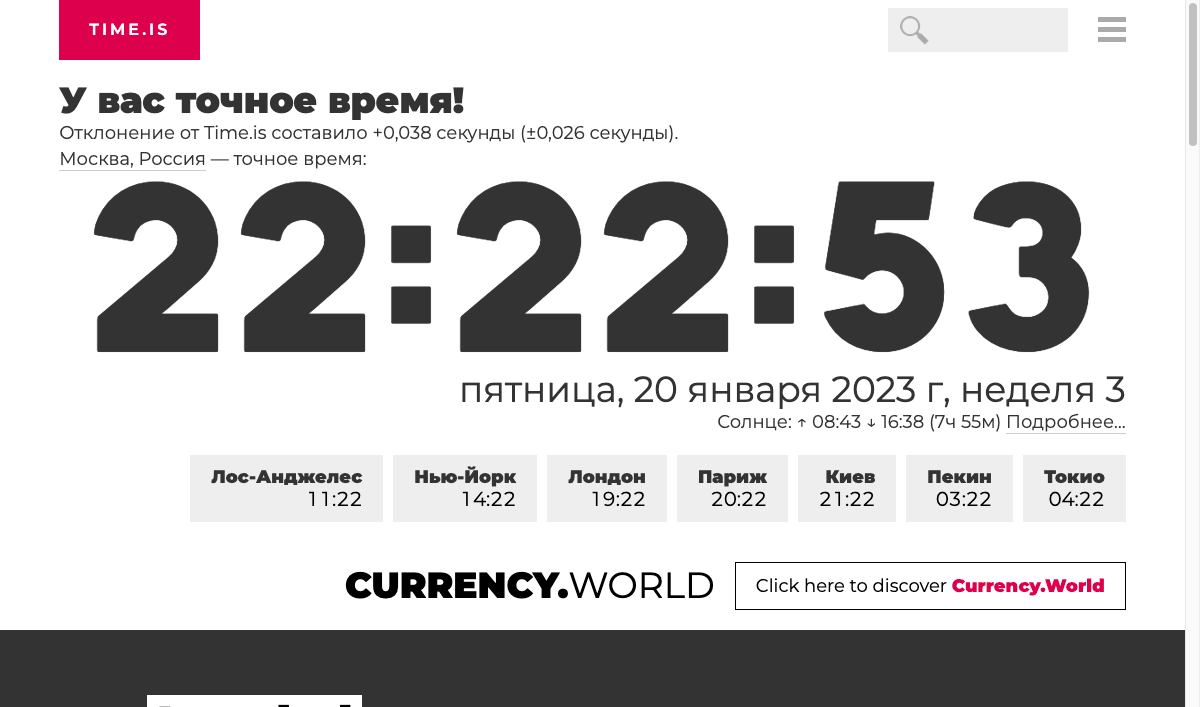 TIME.IS
У вас точное время!
Отклонение от Time.is составило +0,038 секунды (±0,026 секунды).
Москва, Россия — точное время:
22:22:53
пятница, 20 января 2023 г, неделя 3
Солнце: ↑ 08:43 ↓ 16:38 (7ч 55м) Подробнее...
Лос-Анджелес Нью-Йорк Лондон Париж Киев Пекин Токио
11:22 14:22 19:22 20:22 21:22 03:22 04:22
CURRENCY.WORLD Click here to discover Currency.World